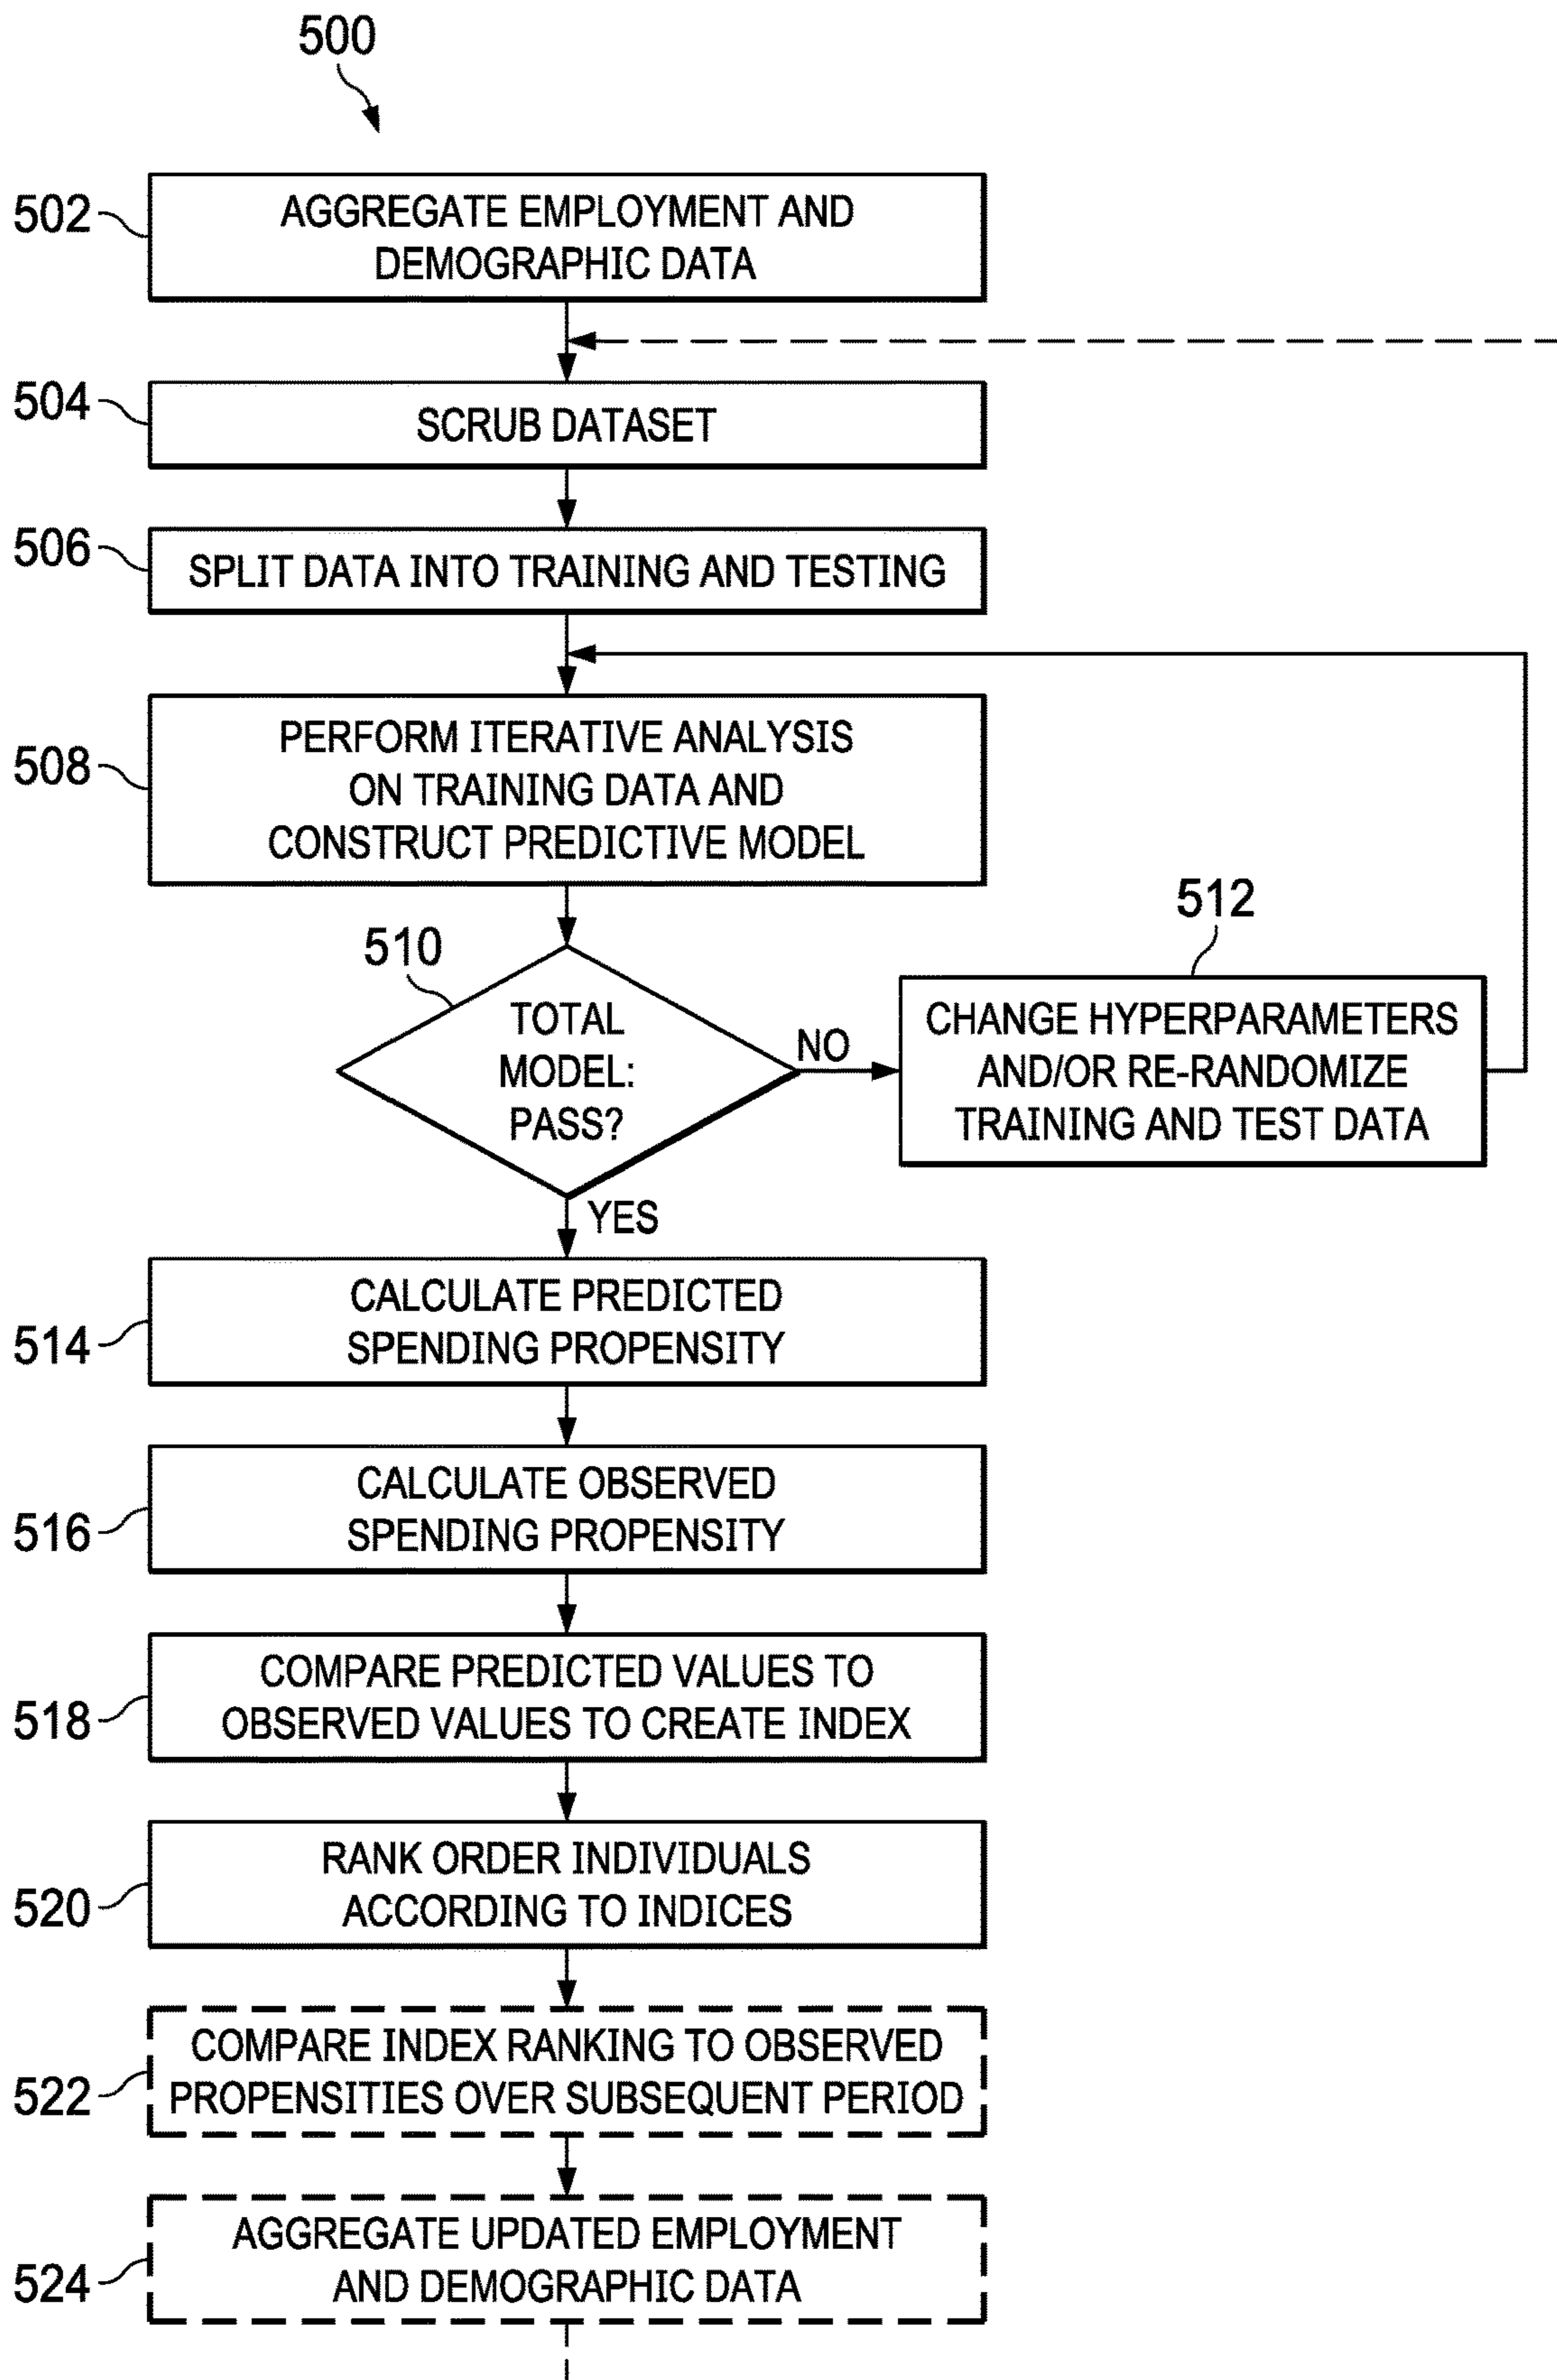 500
502
AGGREGATE EMPLOYMENT AND
DEMOGRAPHIC DATA
504
SCRUB DATASET
506
SPLIT DATA INTO TRAINING AND TESTING
508
PERFORM ITERATIVE ANALYSIS
ON TRAINING DATA AND
CONSTRUCT PREDICTIVE MODEL
510
TOTAL
MODEL:
PASS?
NO
512
CHANGE HYPERPARAMETERS
AND/OR RE-RANDOMIZE
TRAINING AND TEST DATA
YES
514
CALCULATE PREDICTED
SPENDING PROPENSITY
516
CALCULATE OBSERVED
SPENDING PROPENSITY
518
COMPARE PREDICTED VALUES TO
OBSERVED VALUES TO CREATE INDEX
520
RANK ORDER INDIVIDUALS
ACCORDING TO INDICES
522
COMPARE INDEX RANKING TO OBSERVED
PROPENSITIES OVER SUBSEQUENT PERIOD
524
AGGREGATE UPDATED EMPLOYMENT
AND DEMOGRAPHIC DATA